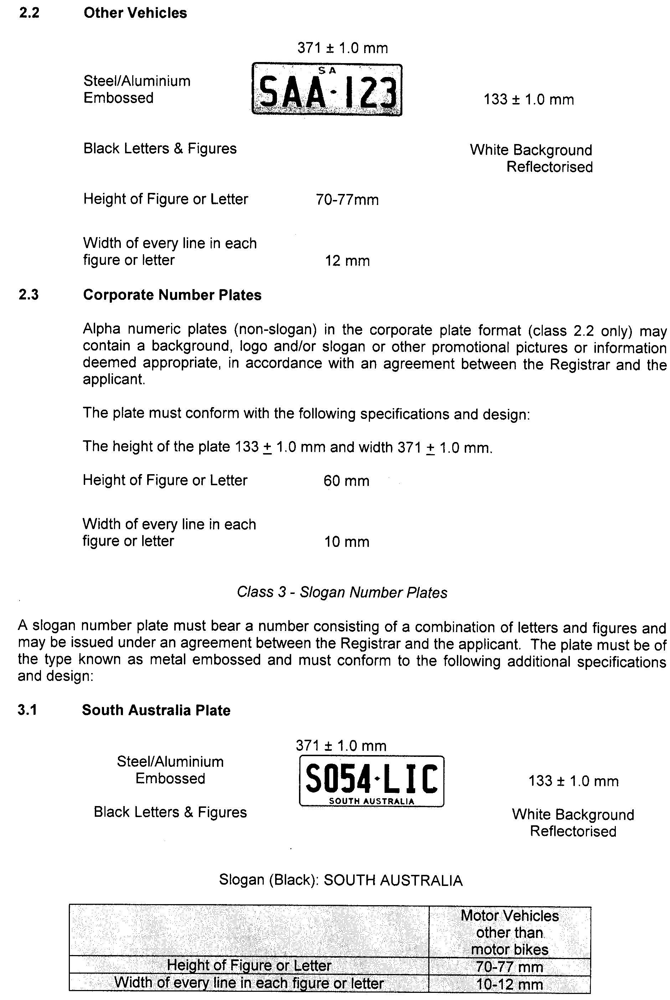 2.2 Other Vehicles
371 ± 1.0 mm
SA
SAA·123
Steel/Aluminium
Embossed
133 ± 1.0 mm
Black Letters & Figures
White Background
Reflectorised
Height of Figure or Letter 70-77mm
Width of every line in each
figure or letter 12 mm
2.3 Corporate Number Plates
Alpha numeric plates (non-slogan) in the corporate plate format (class 2.2 only) may
contain a background, logo and/or slogan or other promotional pictures or information
deemed appropriate, in accordance with an agreement between the Registrar and the
applicant.
The plate must conform with the following specifications and design:
The height of the plate 133 ± 1.0 mm and width 371 ± 1.0 mm.
Height of Figure or Letter 60 mm
Width of every line in each
figure or letter 10 mm
Class 3 - Slogan Number Plates
A slogan number plate must bear a number consisting of a combination of letters and figures and
may be issued under an agreement between the Registrar and the applicant. The plate must be of
the type known as metal embossed and must conform to the following additional specifications
and design:
3.1 South Australia Plate
371 ± 1.0 mm
Steel/Aluminium
Embossed
S054·LIC
SOUTH AUSTRALIA
133 ± 1.0 mm
Black Letters & Figures
White Background
Reflectorised
Slogan (Black): SOUTH AUSTRALIA
Motor Vehicles
other than
motor bikes
Height of Figure or Letter 70-77 mm
Width of every line in each figure or letter 10-12 mm